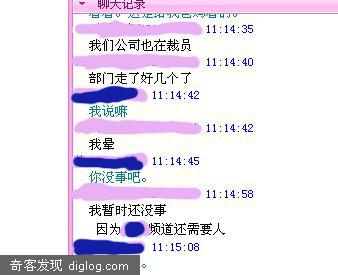 聊天记录
11:14:35
我们公司也在裁员
11:14:40
部门走了好几个了
11:14:42
我说嘛
11:14:42
我晕
11:14:45
你没事吧。
11:14:58
我暂时还没事
因为 频道还需要人
11:15:08
。
奇客发现 diglog.com